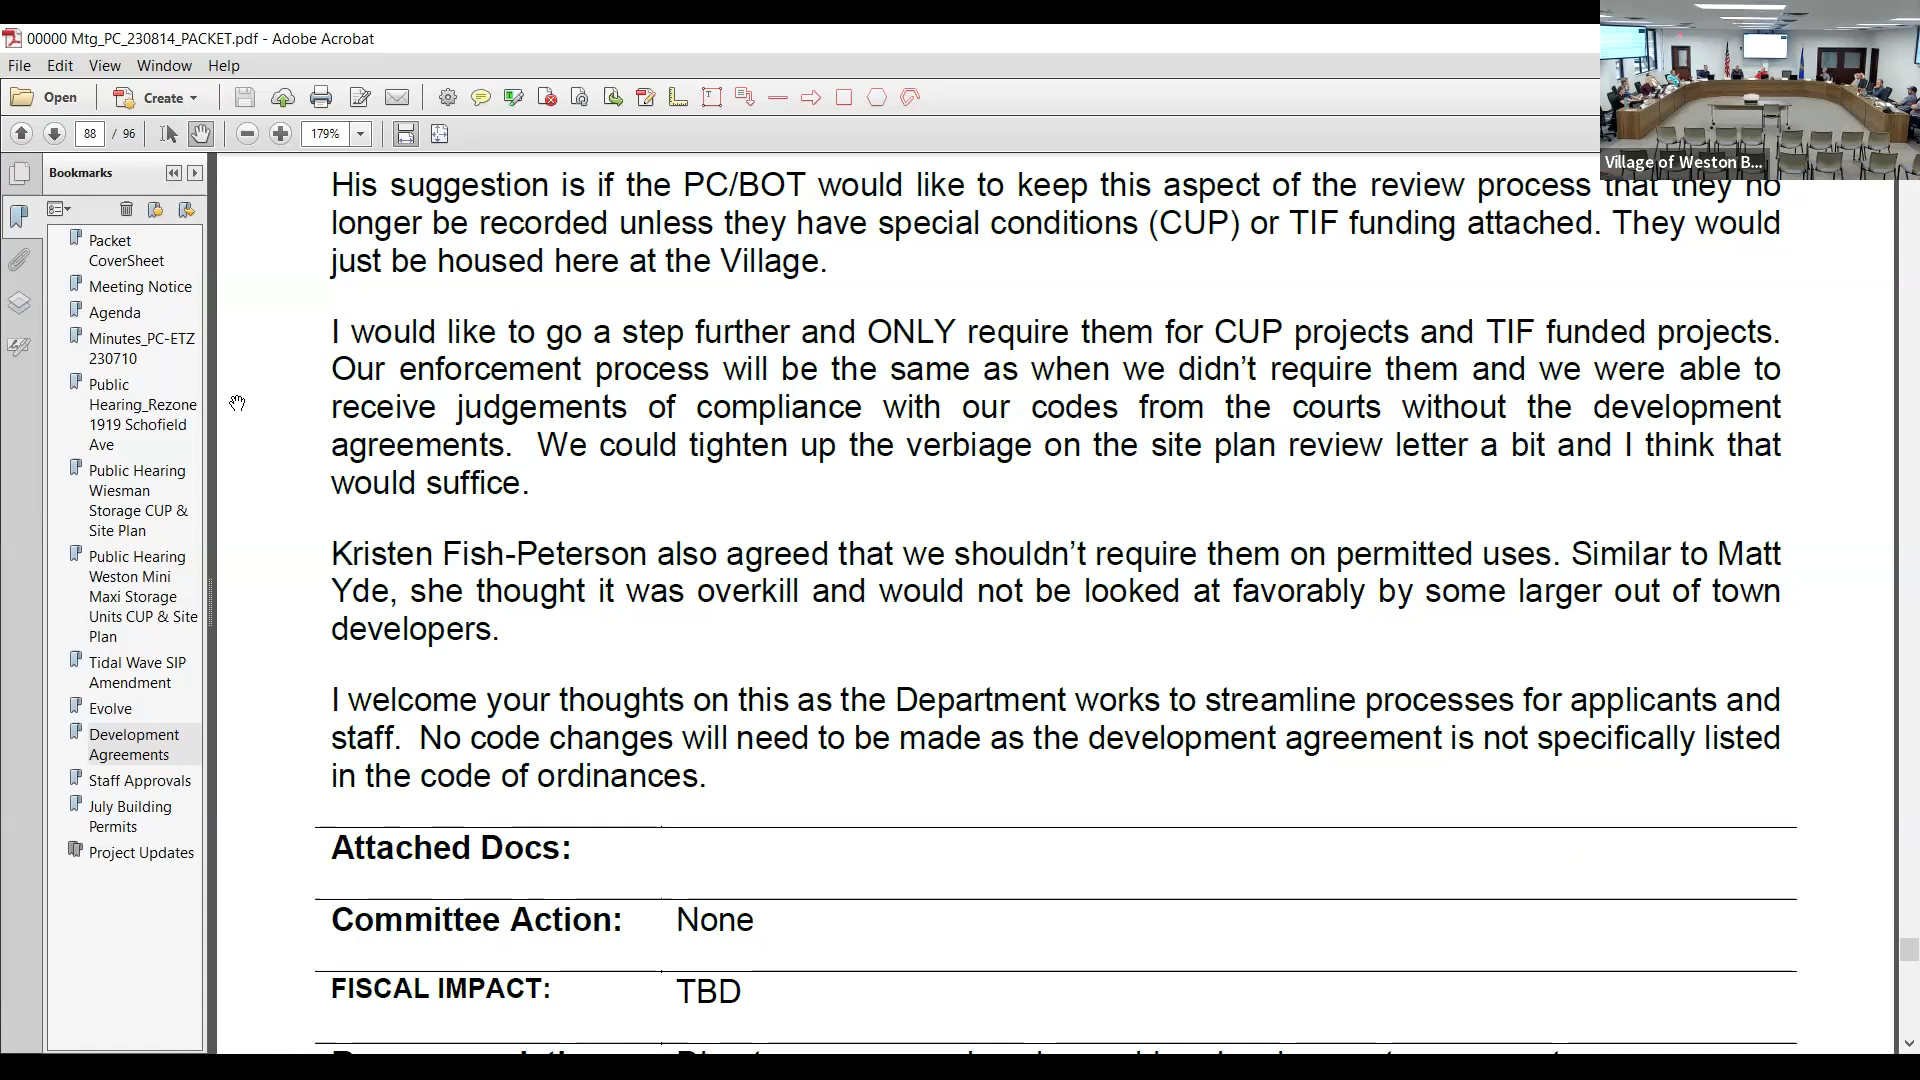 00000 Mtg_PC_230814_PACKET.pdf - Adobe Acrobat
File Edit View Window Help
Open Create
88 / 96 179%
Village of Weston B...
Bookmarks
Packet
CoverSheet
Meeting Notice
Agenda
Minutes_PC-ETZ
230710
Public
Hearing_Rezone
1919 Schofield
Ave
Public Hearing
Wiesman
Storage CUP &
Site Plan
Public Hearing
Weston Mini
Maxi Storage
Units CUP & Site
Plan
Tidal Wave SIP
Amendment
Evolve
Development
Agreements
Staff Approvals
July Building
Permits
Project Updates
His suggestion is if the PC/BOT would like to keep this aspect of the review process that they no
longer be recorded unless they have special conditions (CUP) or TIF funding attached. They would
just be housed here at the Village.
I would like to go a step further and ONLY require them for CUP projects and TIF funded projects.
Our enforcement process will be the same as when we didn’t require them and we were able to
receive judgements of compliance with our codes from the courts without the development
agreements.  We could tighten up the verbiage on the site plan review letter a bit and I think that
would suffice.
Kristen Fish-Peterson also agreed that we shouldn’t require them on permitted uses. Similar to Matt
Yde, she thought it was overkill and would not be looked at favorably by some larger out of town
developers.
I welcome your thoughts on this as the Department works to streamline processes for applicants and
staff.  No code changes will need to be made as the development agreement is not specifically listed
in the code of ordinances.
Attached Docs:
Committee Action: None
FISCAL IMPACT: TBD